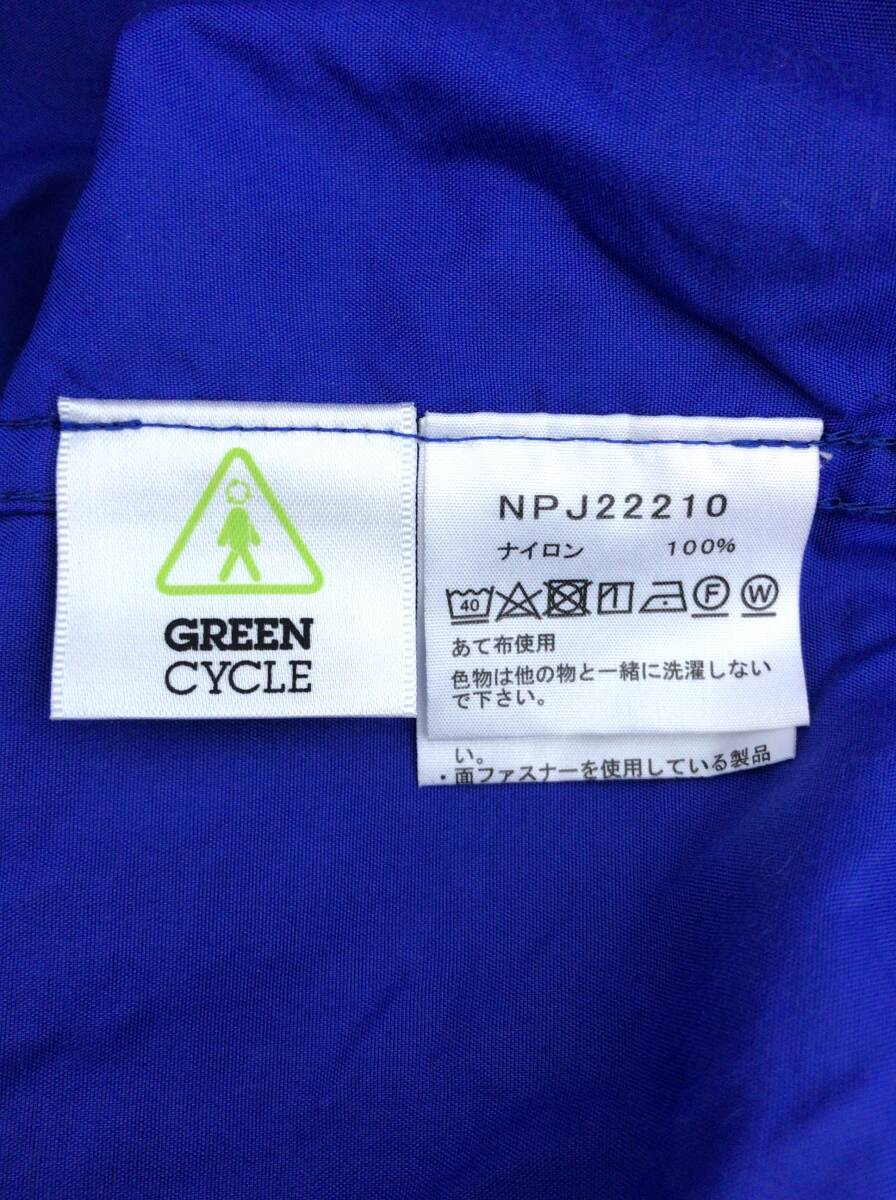 GREEN
CYCLE
NPJ22210
ナイロン 100%
40 F W
あて布使用
色物は他の物と一緒に洗濯しない
で下さい。
い。
・面ファスナーを使用している製品